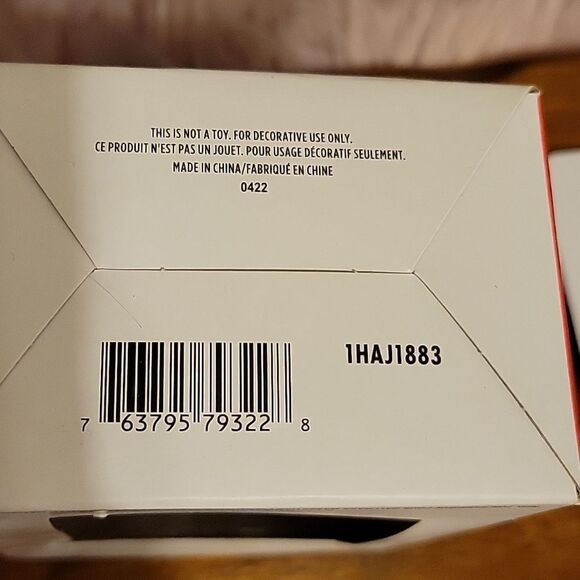 THIS IS NOT A TOY. FOR DECORATIVE USE ONLY.
CE PRODUIT N'EST PAS UN JOUET. POUR USAGE DÉCORATIF SEULEMENT.
MADE IN CHINA/FABRIQUÉ EN CHINE
0422
1HAJ1883
7 63795 79322 8